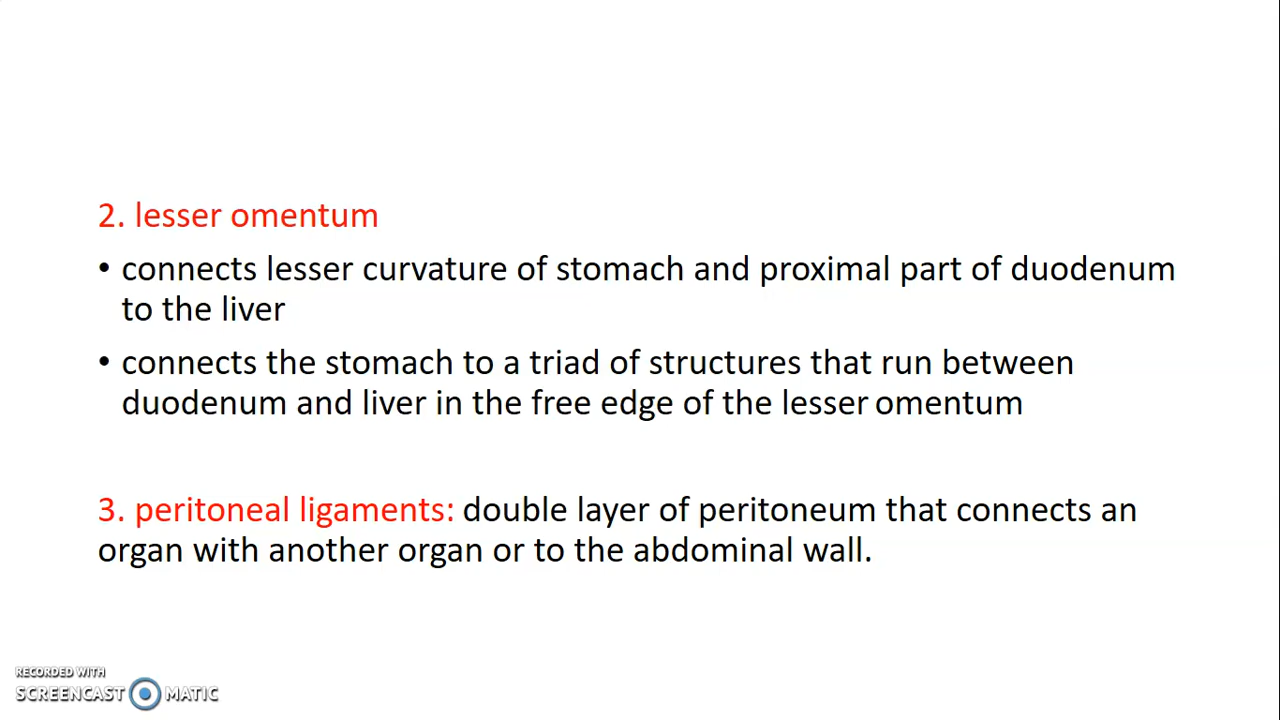 2. lesser omentum
• connects lesser curvature of stomach and proximal part of duodenum
to the liver
• connects the stomach to a triad of structures that run between
duodenum and liver in the free edge of the lesser omentum
3. peritoneal ligaments: double layer of peritoneum that connects an
organ with another organ or to the abdominal wall.
RECORDED WITH
SCREENCAST MATIC